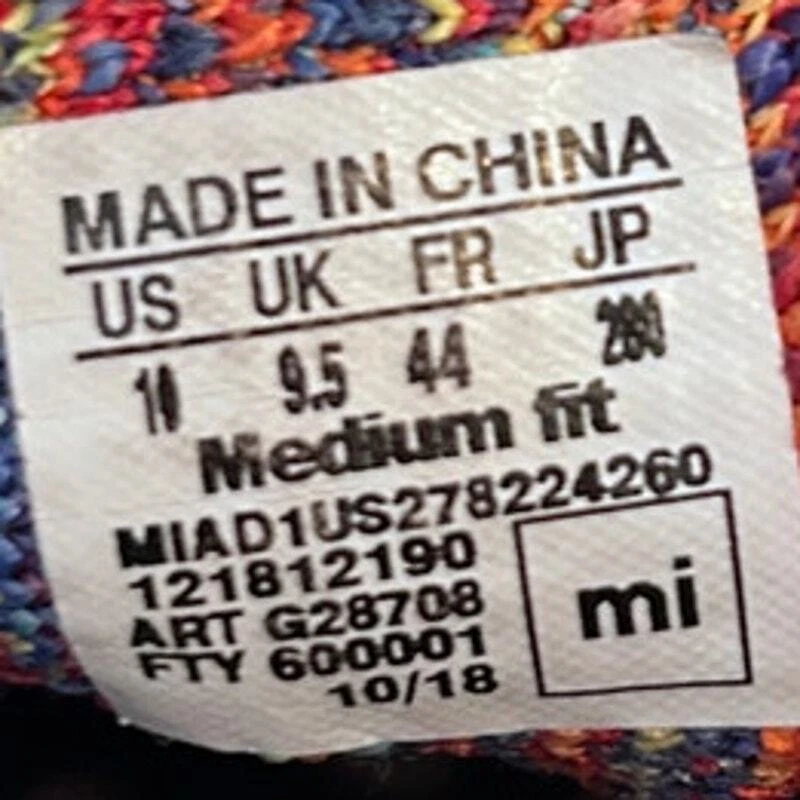 MADE IN CHINA
US UK FR JP
10 9.5 44 280
Medium fit
MIAD1US278224260
121812190
ART G28708
FTY 600001
10/18
mi